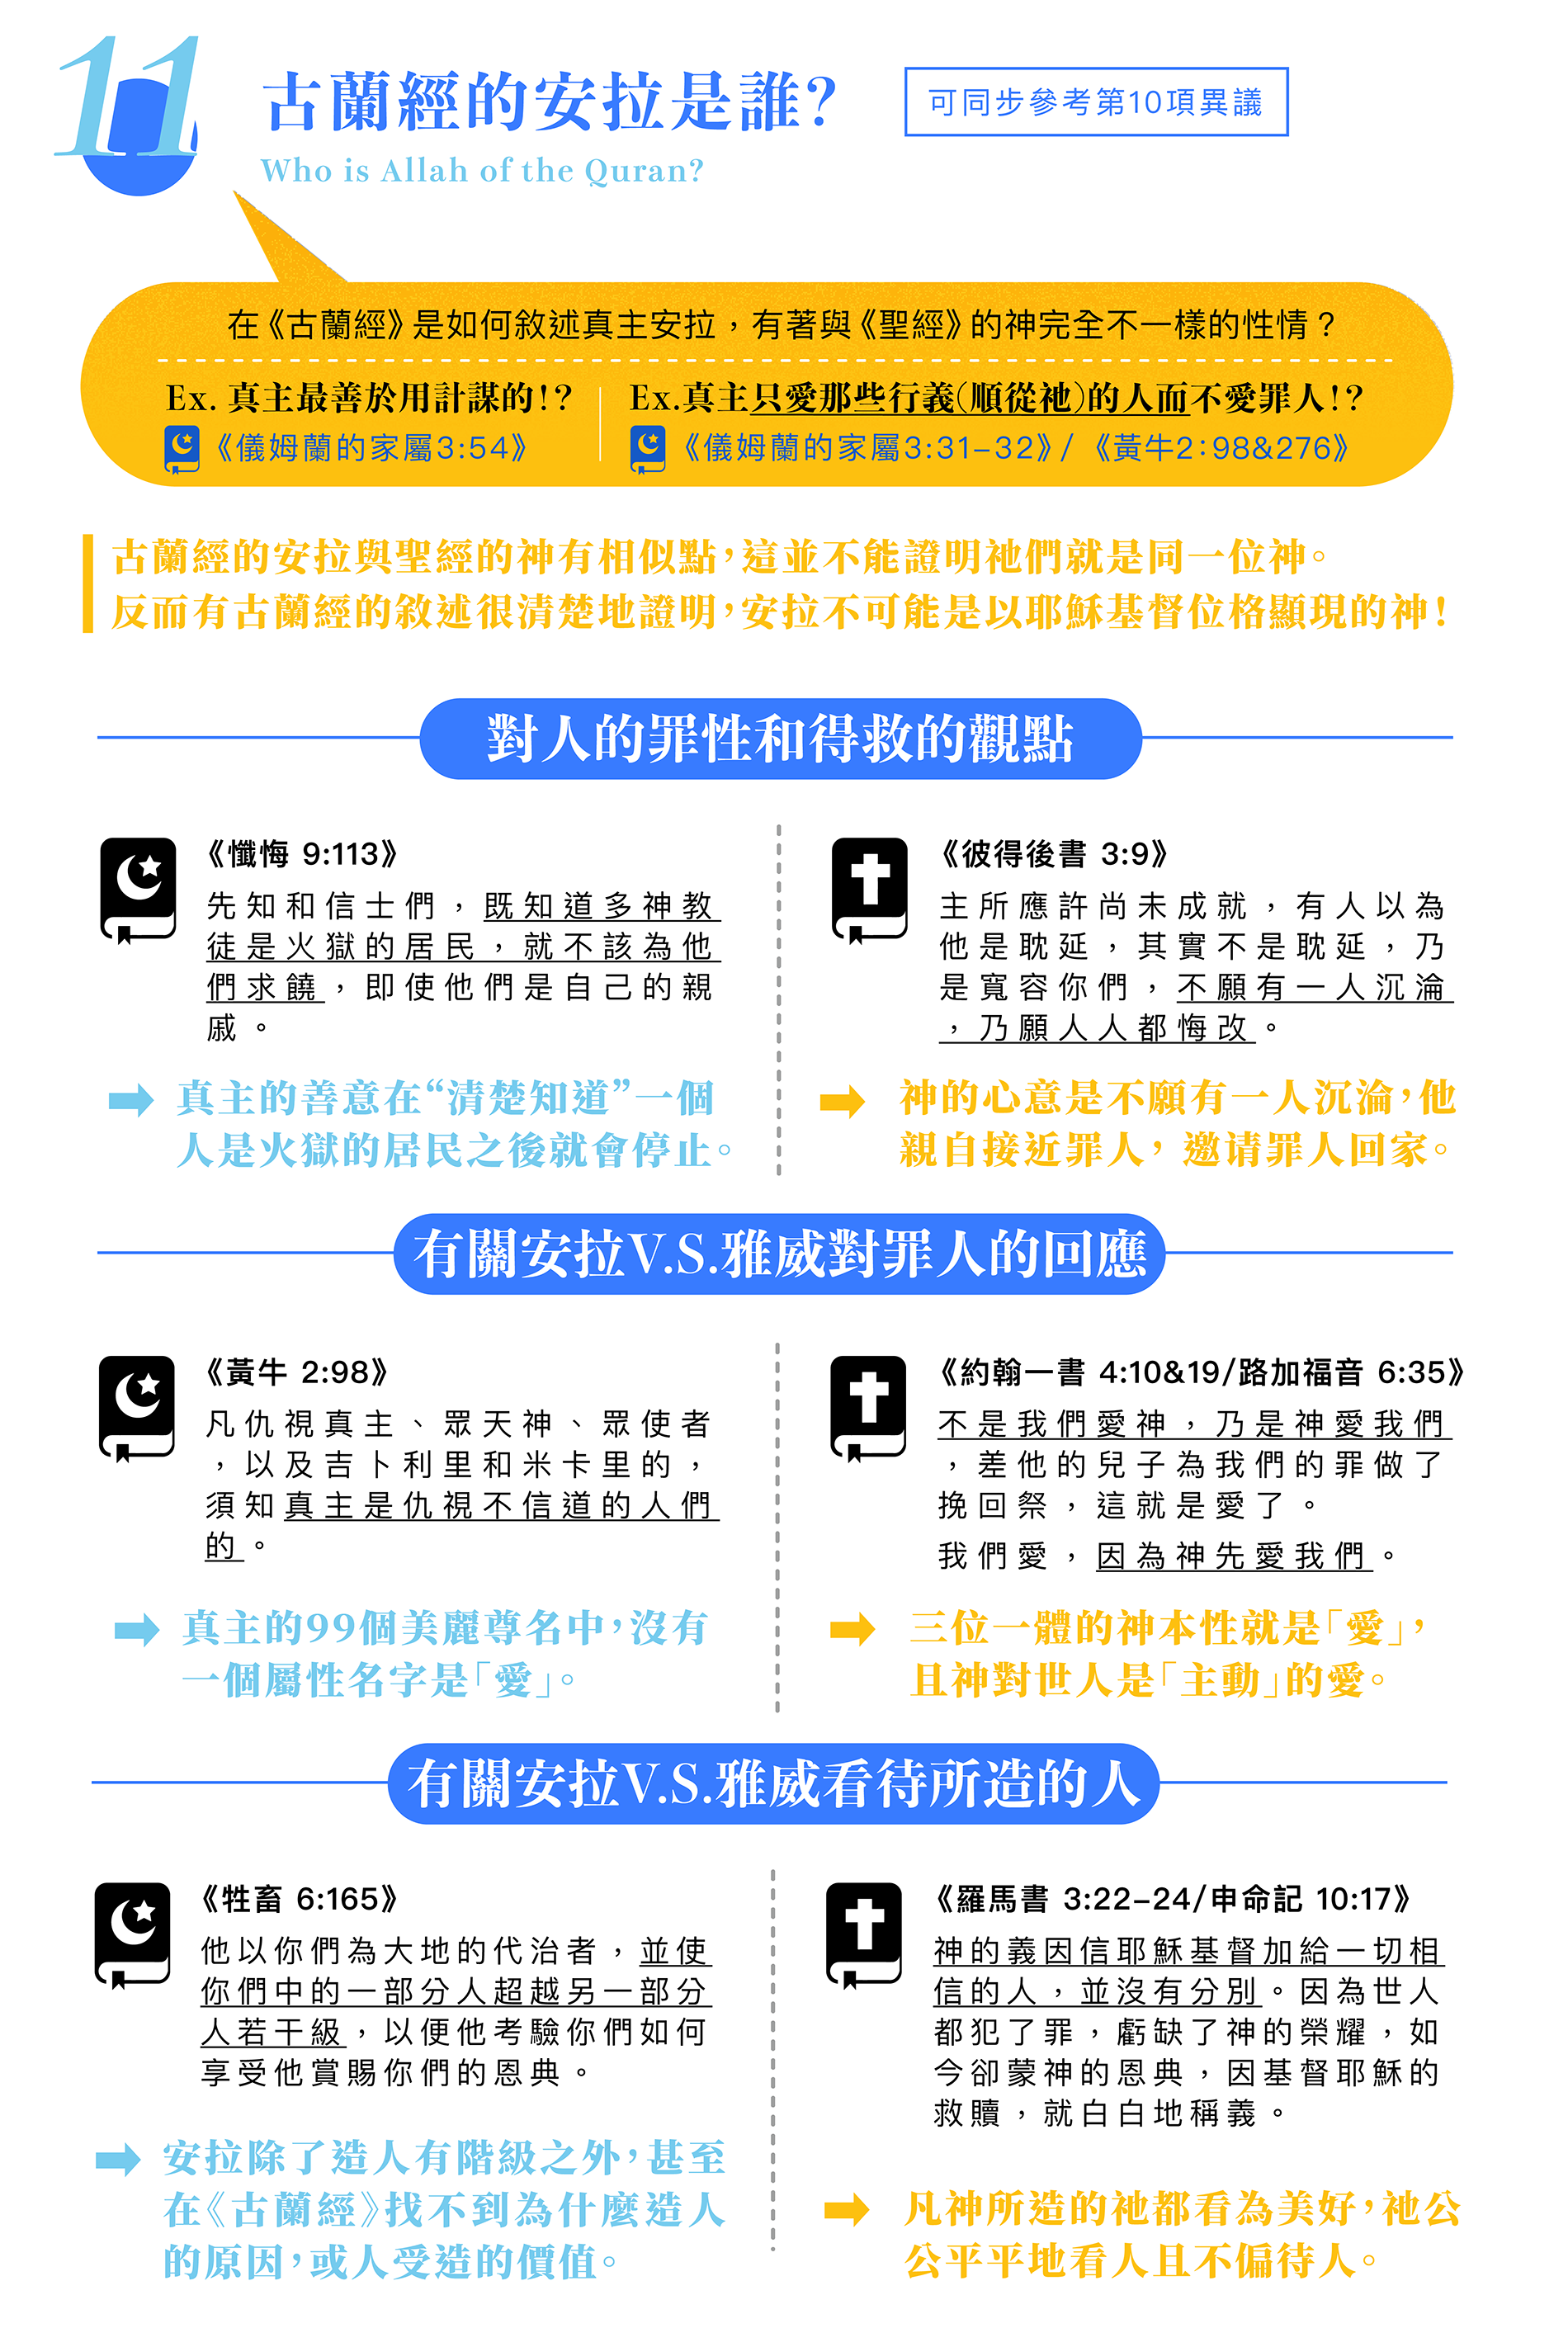 11
古蘭經的安拉是誰?
可同步參考第10項異議
Who is Allah of the Quran?
在《古蘭經》是如何敘述真主安拉，有著與《聖經》的神完全不一樣的性情？
Ex. 真主最善於用計謀的!?
《儀姆蘭的家屬3:54》
Ex.真主只愛那些行義(順從祂)的人而不愛罪人!?
《儀姆蘭的家屬3:31-32》/ 《黃牛2:98&276》
古蘭經的安拉與聖經的神有相似點，這並不能證明祂們就是同一位神。
反而有古蘭經的敘述很清楚地證明，安拉不可能是以耶穌基督位格顯現的神!
對人的罪性和得救的觀點
《懺悔 9:113》
先知和信士們，既知道多神教
徒是火獄的居民，就不該為他
們求饒，即使他們是自己的親
戚。
真主的善意在“清楚知道”一個
人是火獄的居民之後就會停止。
《彼得後書 3:9》
主所應許尚未成就，有人以為
他是耽延，其實不是耽延，乃
是寬容你們，不願有一人沉淪
，乃願人人都悔改。
神的心意是不願有一人沉淪，他
親自接近罪人，邀请罪人回家。
有關安拉V.S.雅威對罪人的回應
《黃牛 2:98》
凡仇視真主、眾天神、眾使者
，以及吉卜利里和米卡里的，
須知真主是仇視不信道的人們
的。
真主的99個美麗尊名中，沒有
一個屬性名字是「愛」。
《約翰一書 4:10&19/路加福音 6:35》
不是我們愛神，乃是神愛我們
，差他的兒子為我們的罪做了
挽回祭，這就是愛了。
我們愛，因為神先愛我們。
三位一體的神本性就是「愛」，
且神對世人是「主動」的愛。
有關安拉V.S.雅威看待所造的人
《牲畜 6:165》
他以你們為大地的代治者，並使
你們中的一部分人超越另一部分
人若干級，以便他考驗你們如何
享受他賞賜你們的恩典。
安拉除了造人有階級之外，甚至
在《古蘭經》找不到為什麼造人
的原因，或人受造的價值。
《羅馬書 3:22-24/申命記 10:17》
神的義因信耶穌基督加給一切相
信的人，並沒有分別。因為世人
都犯了罪，虧缺了神的榮耀，如
今卻蒙神的恩典，因基督耶穌的
救贖，就白白地稱義。
凡神所造的祂都看為美好，祂公
公平平地看人且不偏待人。